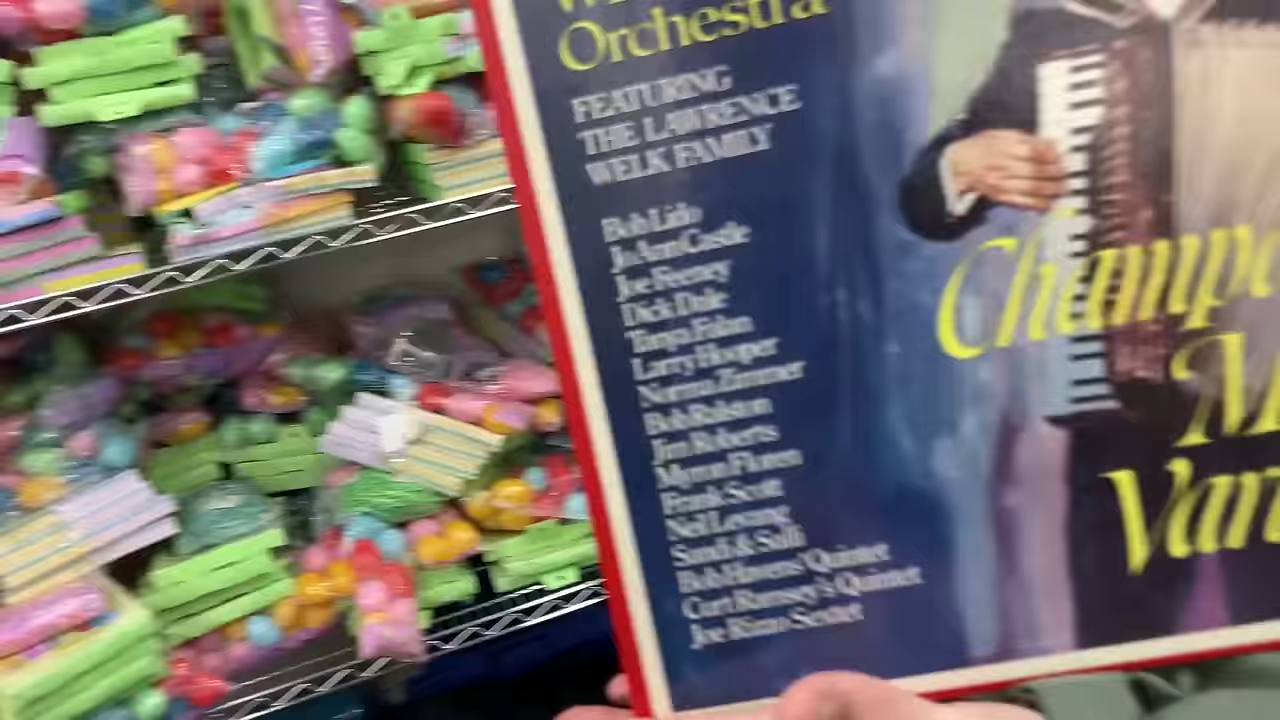 Orchestra
FEATURING
THE LAWRENCE
WELK FAMILY
Bob Lido
Jo Ann Castle
Joe Feeney
Dick Dale
Larry Hooper
Norma Zimmer
Bob Ralston
Jim Roberts
Myron Floren
Frank Scott
Neil Levang
Sandi & Salli
Bob Havens' Quintet
Curt Ramsey's Quintet
Joe Rizzo Sextet